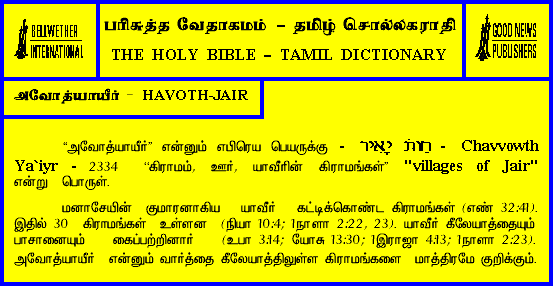 BELLWETHER
INTERNATIONAL
பரிசுத்த வேதாகமம் – தமிழ் சொல்லகராதி
THE HOLY BIBLE – TAMIL DICTIONARY
GOOD NEWS
PUBLISHERS
அவோத்யாயீர் – HAVOTH-JAIR
“அவோத்யாயீர்” என்னும் எபிரெய பெயருக்கு - חַוֹּת יָאִיר - Chavvowth
Ya`iyr - 2334 “கிராமம், ஊர், யாவீரின் கிராமங்கள்” "villages of Jair"
என்று பொருள்.
மனாசேயின் குமாரனாகிய யாவீர் கட்டிக்கொண்ட கிராமங்கள் (எண் 32:41).
இதில் 30 கிராமங்கள் உள்ளன (நியா 10:4; 1நாளா 2:22, 23). யாவீர் கீலேயாத்தையும்
பாசானையும் கைப்பற்றினார் (உபா 3:14; யோசு 13:30; 1இராஜா 4:13; 1நாளா 2:23).
அவோத்யாயீர் என்னும் வார்த்தை கீலேயாத்திலுள்ள கிராமங்களை மாத்திரமே குறிக்கும்.